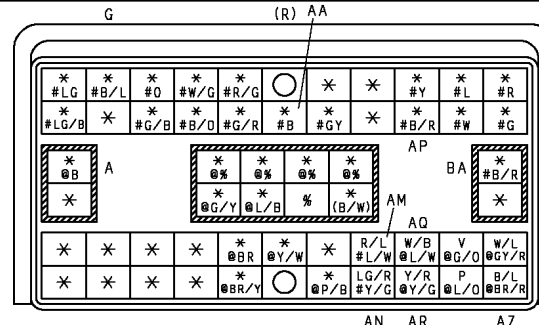 G (R) AA
* #LG * #B/L * #O * #W/G * #R/G * * * #Y * #L * #R
* #LG/B * * #G/B * #B/O * #G/R * #B * #GY * * #B/R * #W * #G
AP
* @B A * @% * @% * @% * @% BA * #B/R
* * @G/Y * @L/B % * (B/W) AM *
AQ
* * * * * @BR * @Y/W * R/L #L/W W/B @L/W V @G/O W/L @GY/R
* * * * * @BR/Y * @P/B LG/R #Y/G Y/R @Y/G P @L/O B/L @BR/R
AN AR AZ